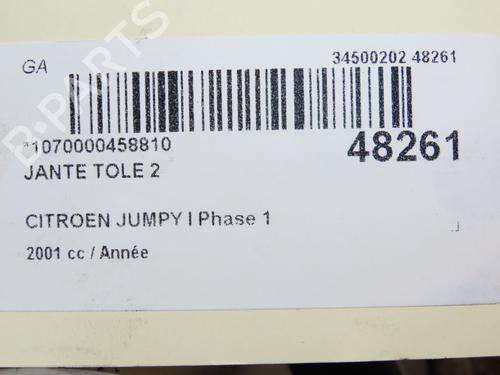 GA
34500202 48261
*1070000458810
48261
JANTE TOLE 2
CITROEN JUMPY I Phase 1
2001 cc / Année
B-PARTS